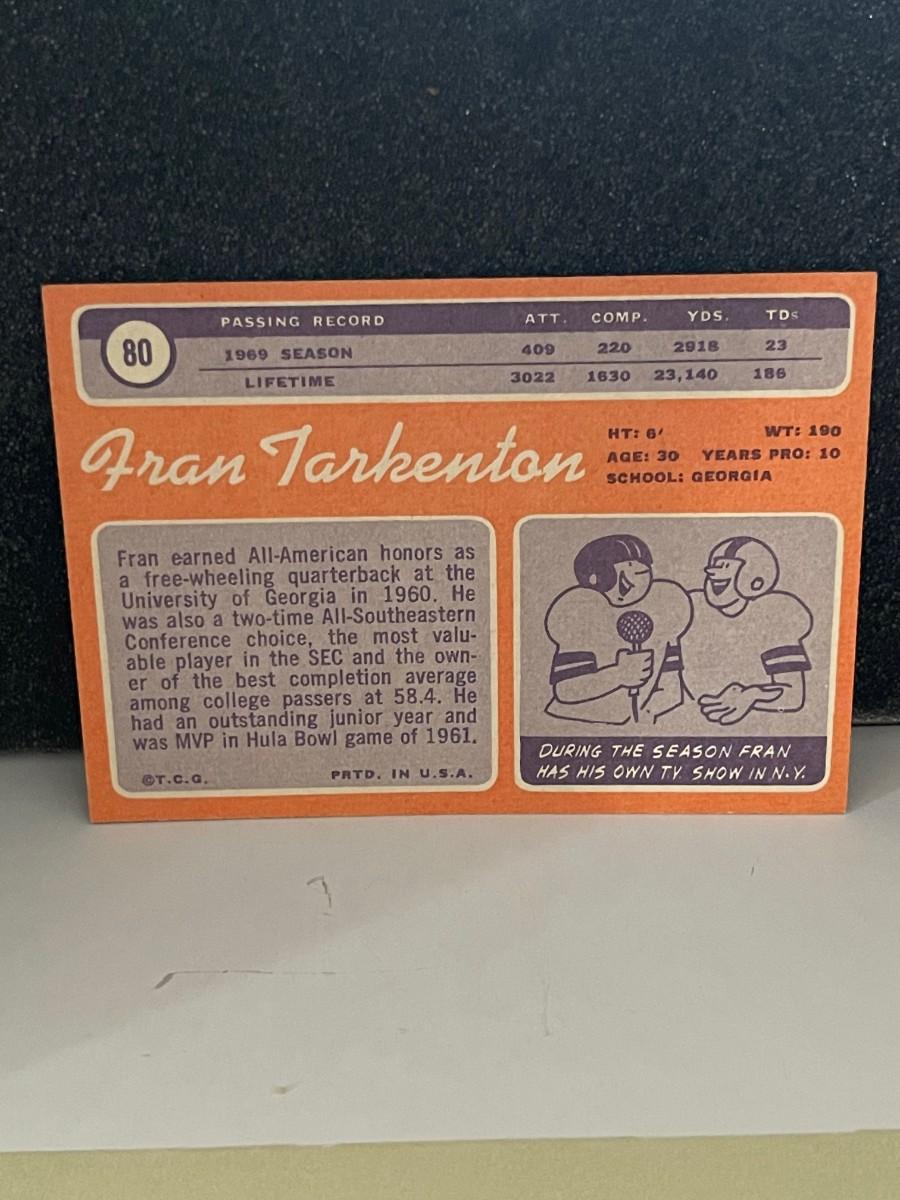 80
PASSING RECORD ATT. COMP. YDS. TDs
1969 SEASON 409 220 2918 23
LIFETIME 3022 1630 23,140 186
Fran Tarkenton
HT: 6' WT: 190
AGE: 30 YEARS PRO: 10
SCHOOL: GEORGIA
Fran earned All-American honors as
a free-wheeling quarterback at the
University of Georgia in 1960. He
was also a two-time All-Southeastern
Conference choice, the most valu-
able player in the SEC and the own-
er of the best completion average
among college passers at 58.4. He
had an outstanding junior year and
was MVP in Hula Bowl game of 1961.
©T.C.G. PRTD. IN U.S.A.
DURING THE SEASON FRAN
HAS HIS OWN TV SHOW IN N.Y.